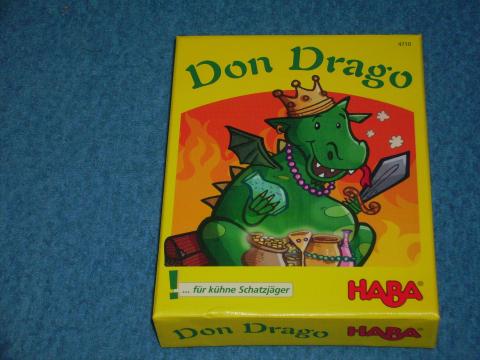 4710
Don Drago
! ... für kühne Schatzjäger
HABA
Don Drago HABA